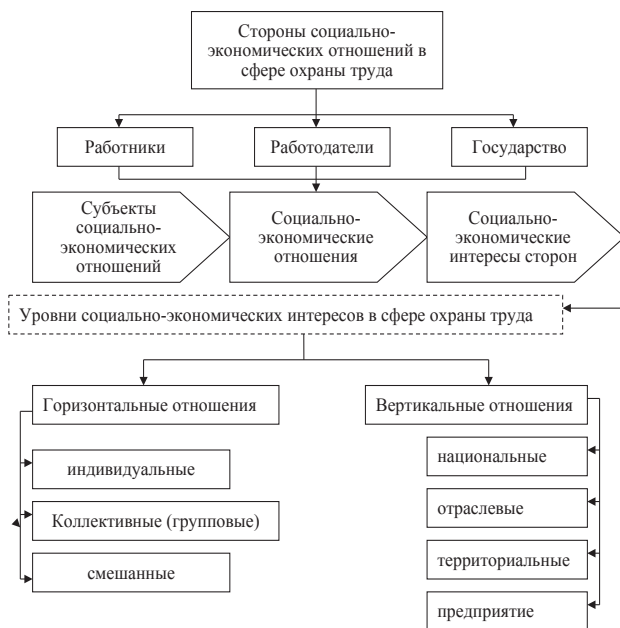 Стороны социально-
экономических отношений в
сфере охраны труда
Работники
Работодатели
Государство
Субъекты
социально-
экономических
отношений
Социально-
экономические
отношения
Социально-
экономические
интересы сторон
Уровни социально-экономических интересов в сфере охраны труда
Горизонтальные отношения
индивидуальные
Коллективные (групповые)
смешанные
Вертикальные отношения
национальные
отраслевые
территориальные
предприятие